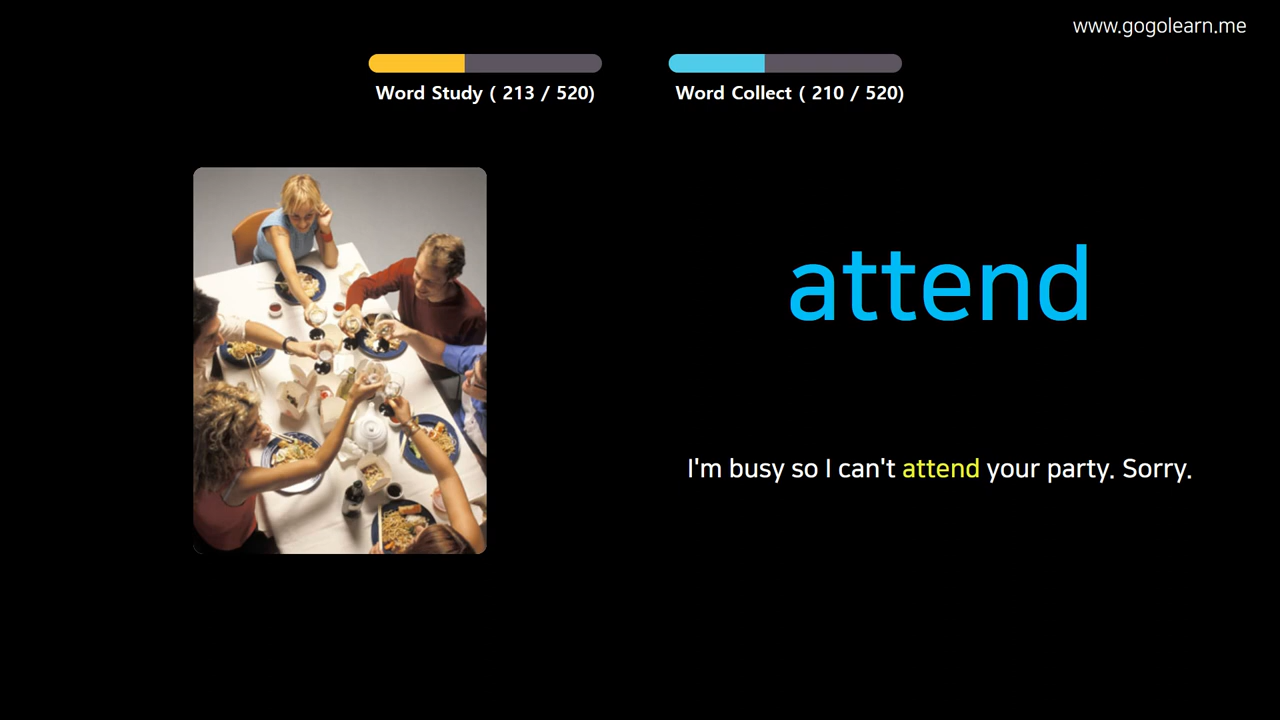 www.gogolearn.me
Word Study ( 213 / 520)
Word Collect ( 210 / 520)
attend
I'm busy so I can't attend your party. Sorry.